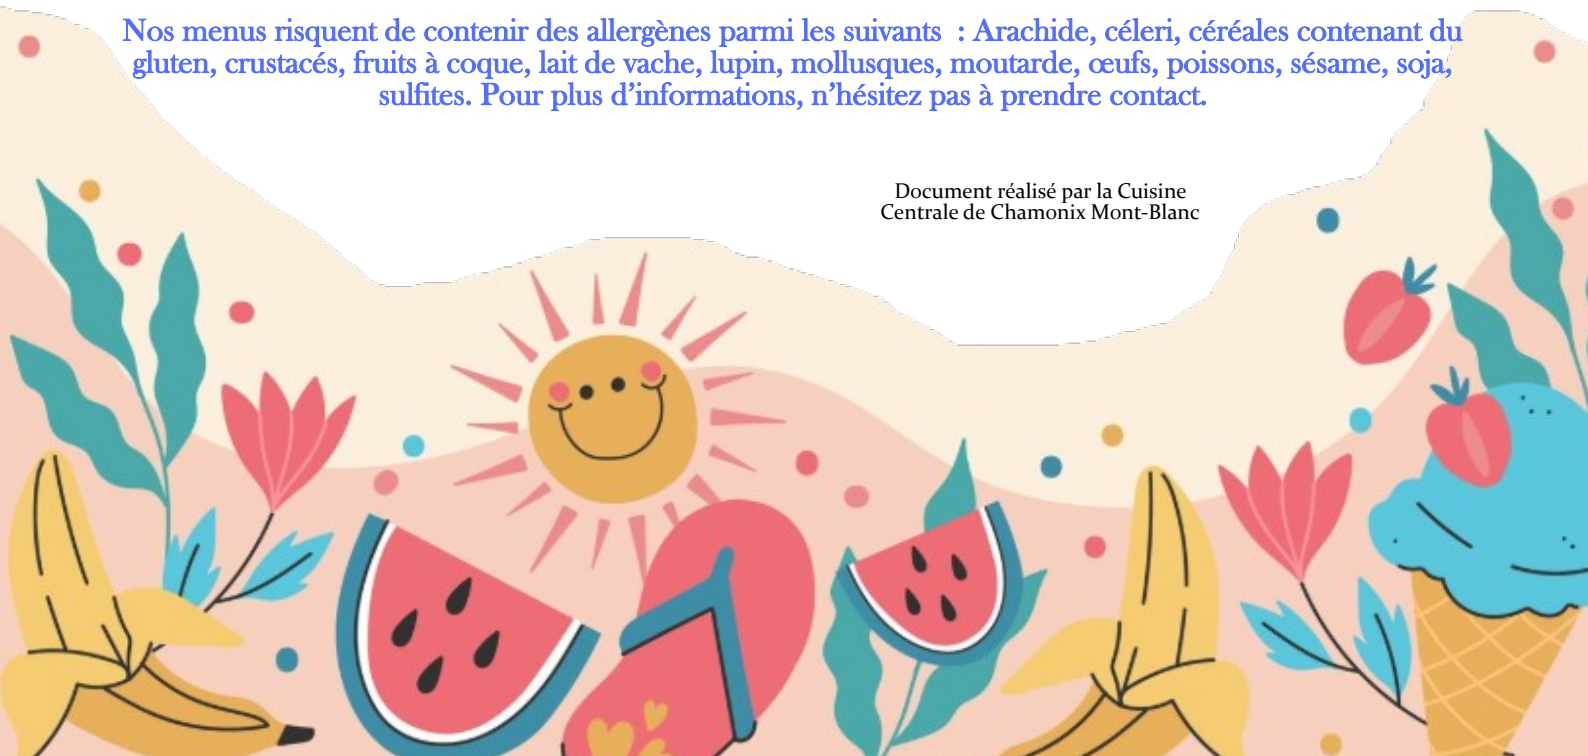 Nos menus risquent de contenir des allergènes parmi les suivants : Arachide, céleri, céréales contenant du
gluten, crustacés, fruits à coque, lait de vache, lupin, mollusques, moutarde, œufs, poissons, sésame, soja,
sulfites. Pour plus d’informations, n’hésitez pas à prendre contact.
Document réalisé par la Cuisine
Centrale de Chamonix Mont-Blanc